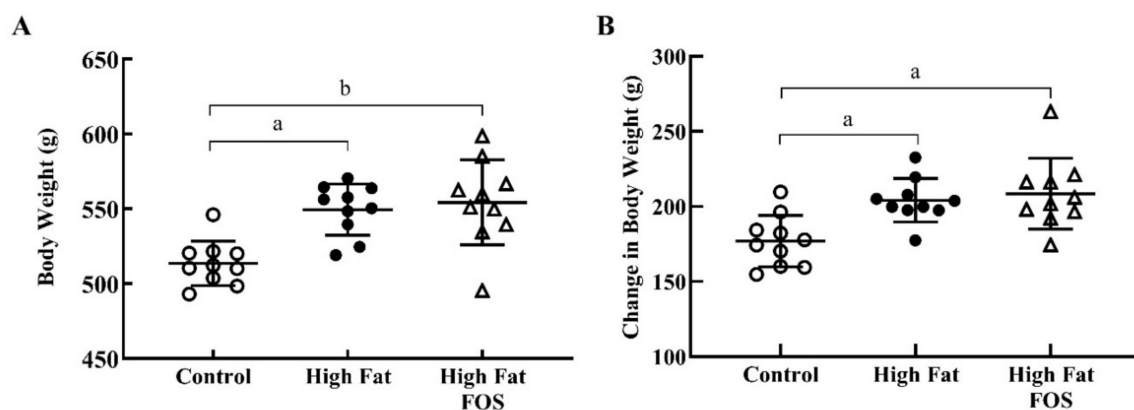 A
Body Weight (g)
650
600
550
500
450
b
a
Control
High Fat
High Fat
FOS
B
Change in Body Weight (g)
300
250
200
150
100
a
a
Control
High Fat
High Fat
FOS